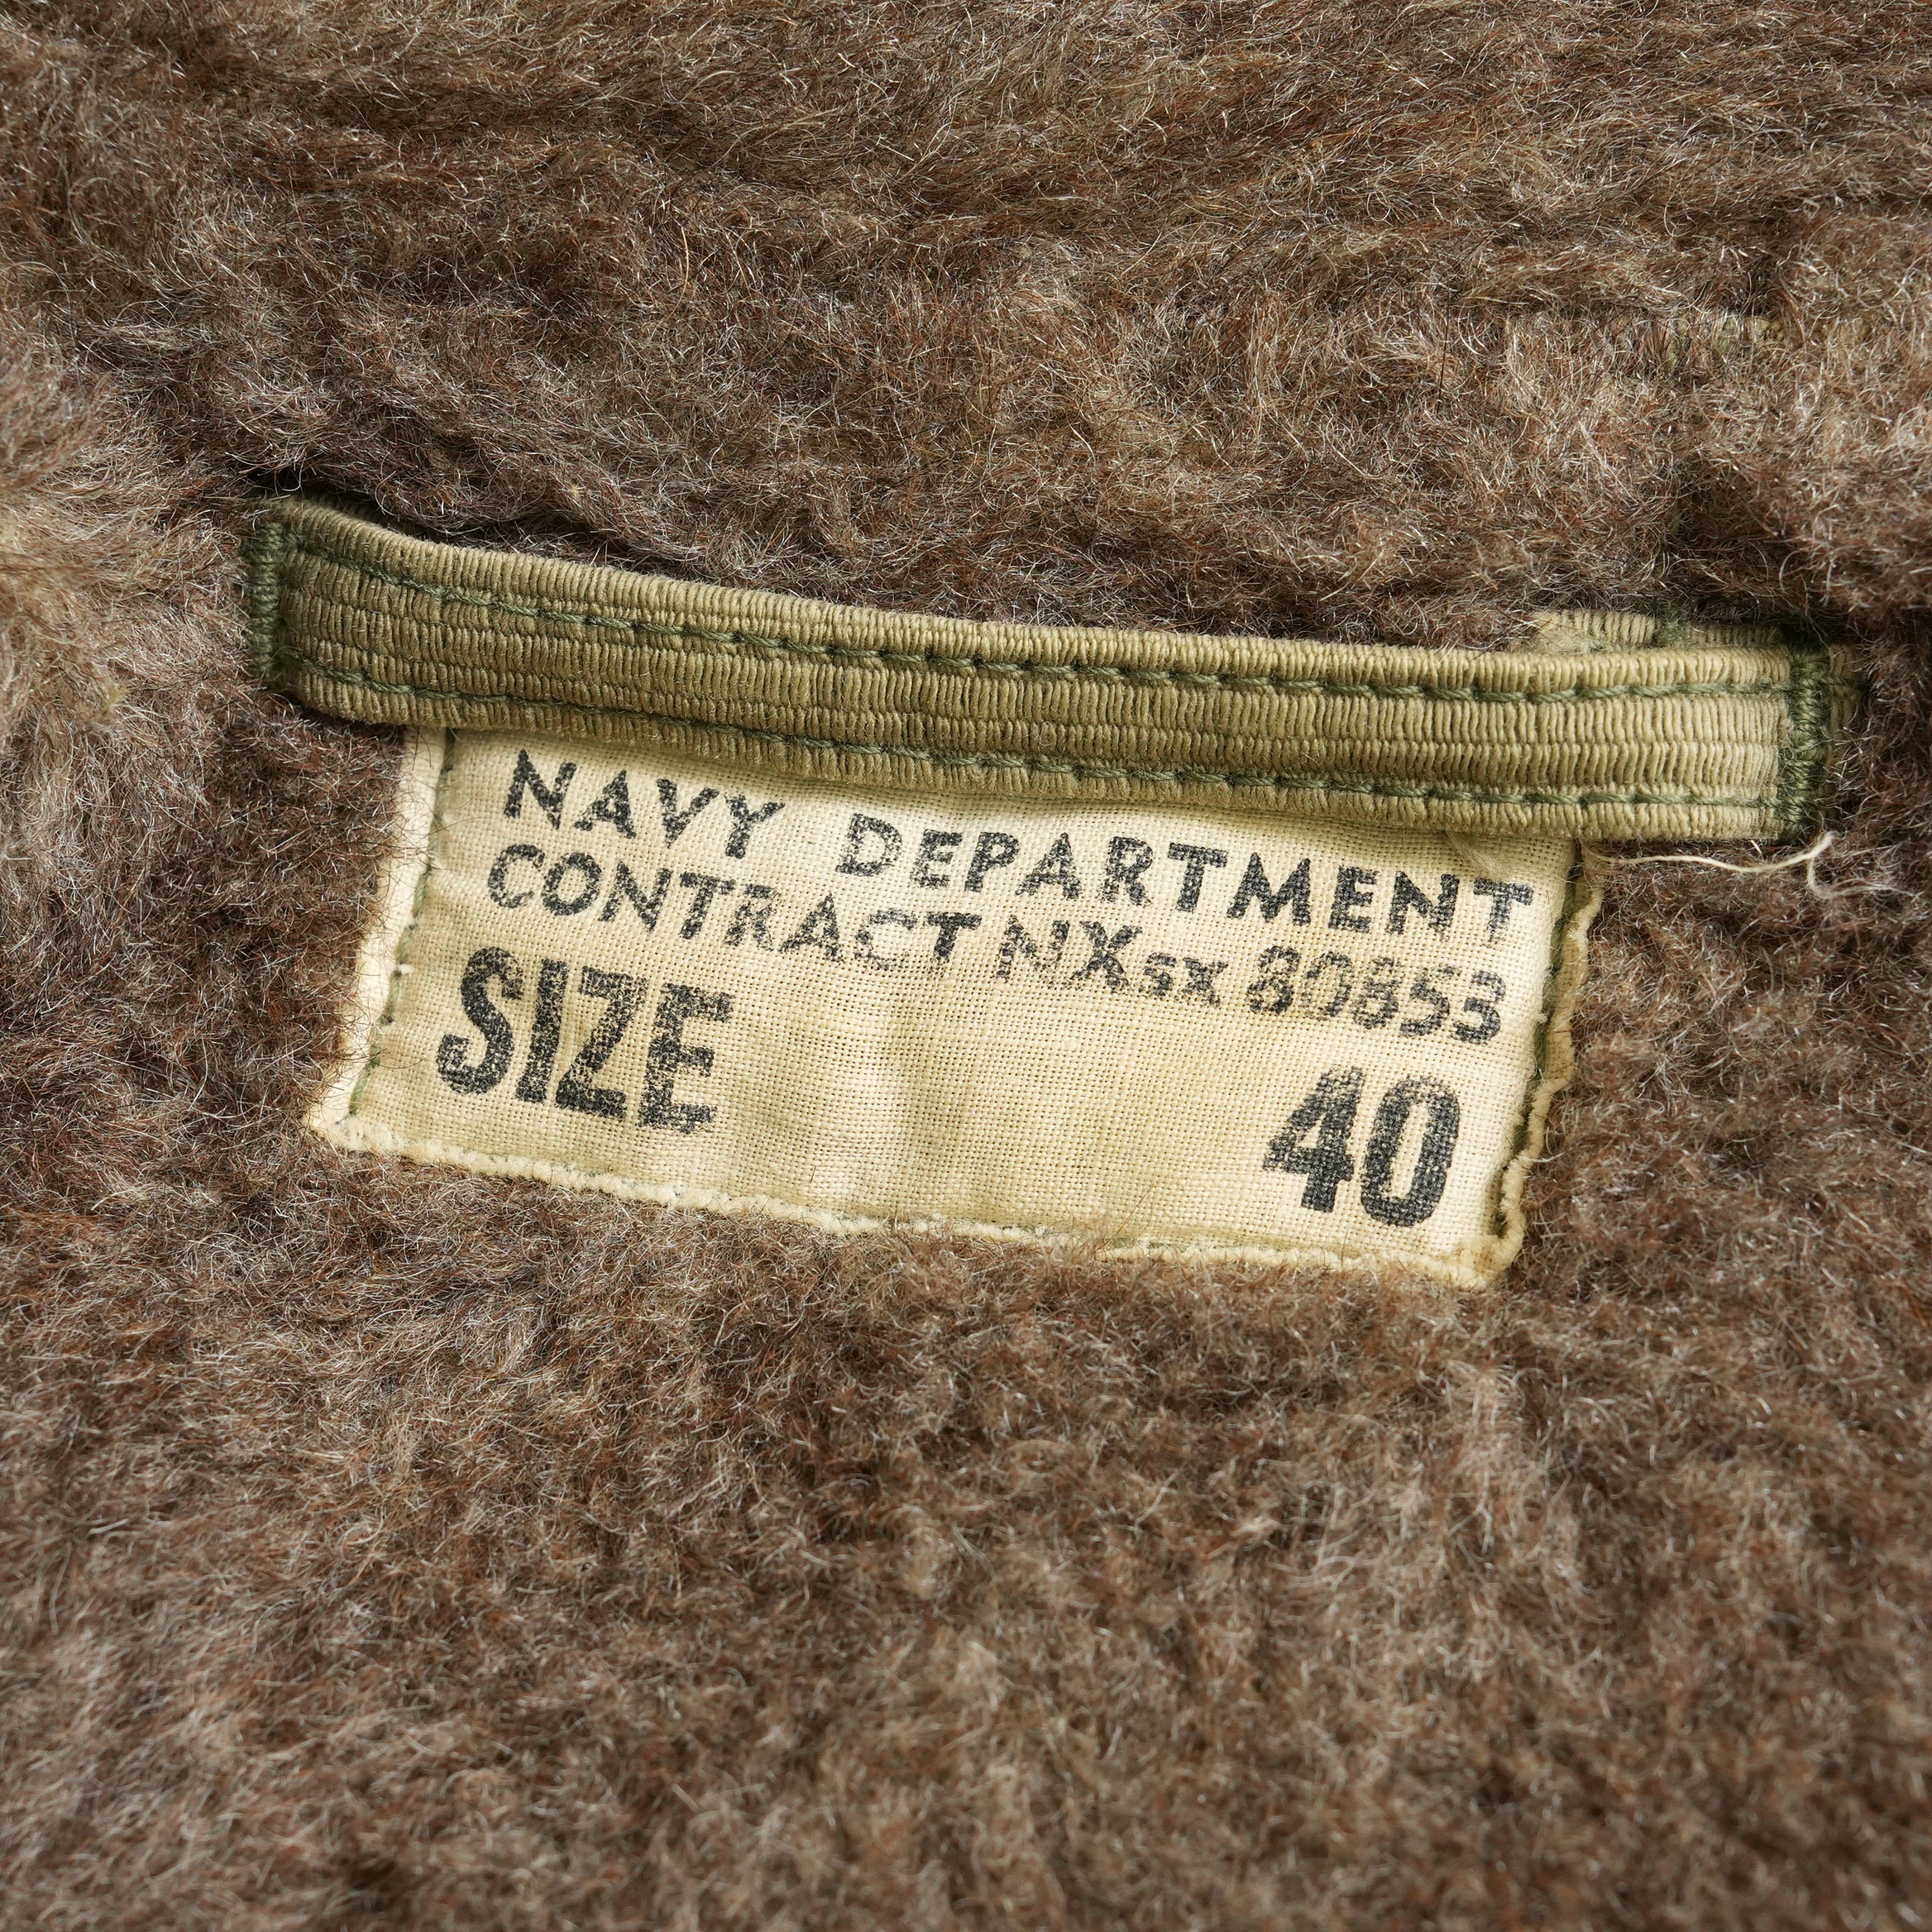 NAVY DEPARTMENT
CONTRACT NXsx 80853
SIZE 40